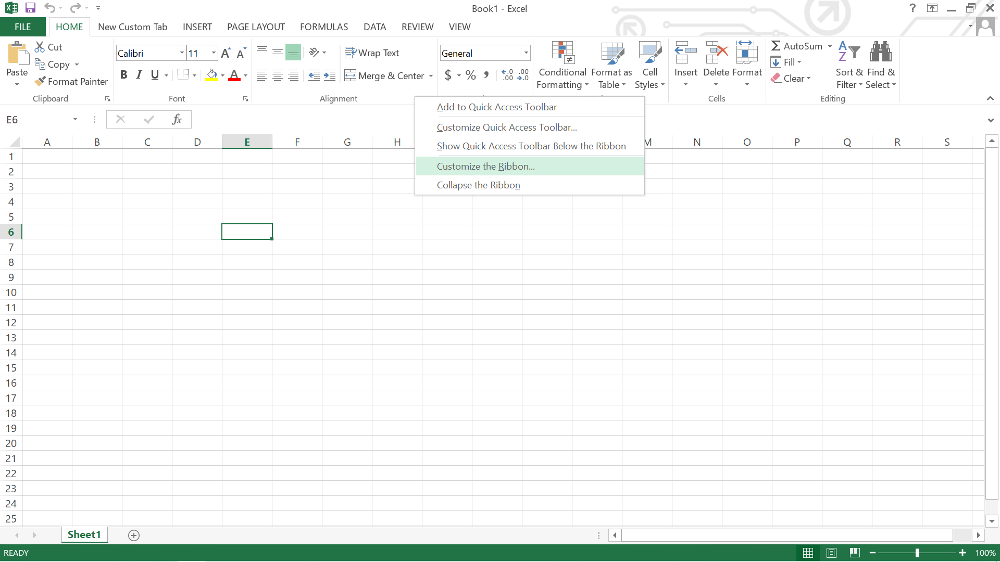 Book1 - Excel
?
FILE HOME New Custom Tab INSERT PAGE LAYOUT FORMULAS DATA REVIEW VIEW
Paste
Cut
Copy
Format Painter
Clipboard
Calibri 11 A A
B I U A
Font
Wrap Text
Merge & Center
Alignment
General
$ % , .0 .00 .00 .0
Conditional Formatting
Format as Table
Cell Styles
Insert Delete Format
Cells
AutoSum
Fill
Clear
Sort & Filter
Find & Select
Editing
E6 fx
Add to Quick Access Toolbar
Customize Quick Access Toolbar...
Show Quick Access Toolbar Below the Ribbon
Customize the Ribbon...
Collapse the Ribbon
A B C D E F G H M N O P Q R S
1
2
3
4
5
6
7
8
9
10
11
12
13
14
15
16
17
18
19
20
21
22
23
24
25
Sheet1
READY
100%